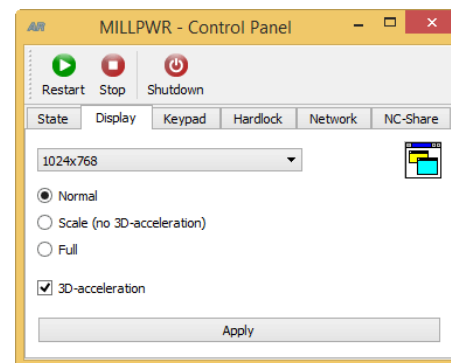 AR MILLPWR - Control Panel
Restart Stop Shutdown
State Display Keypad Hardlock Network NC-Share
1024x768
Normal
Scale (no 3D-acceleration)
Full
3D-acceleration
Apply